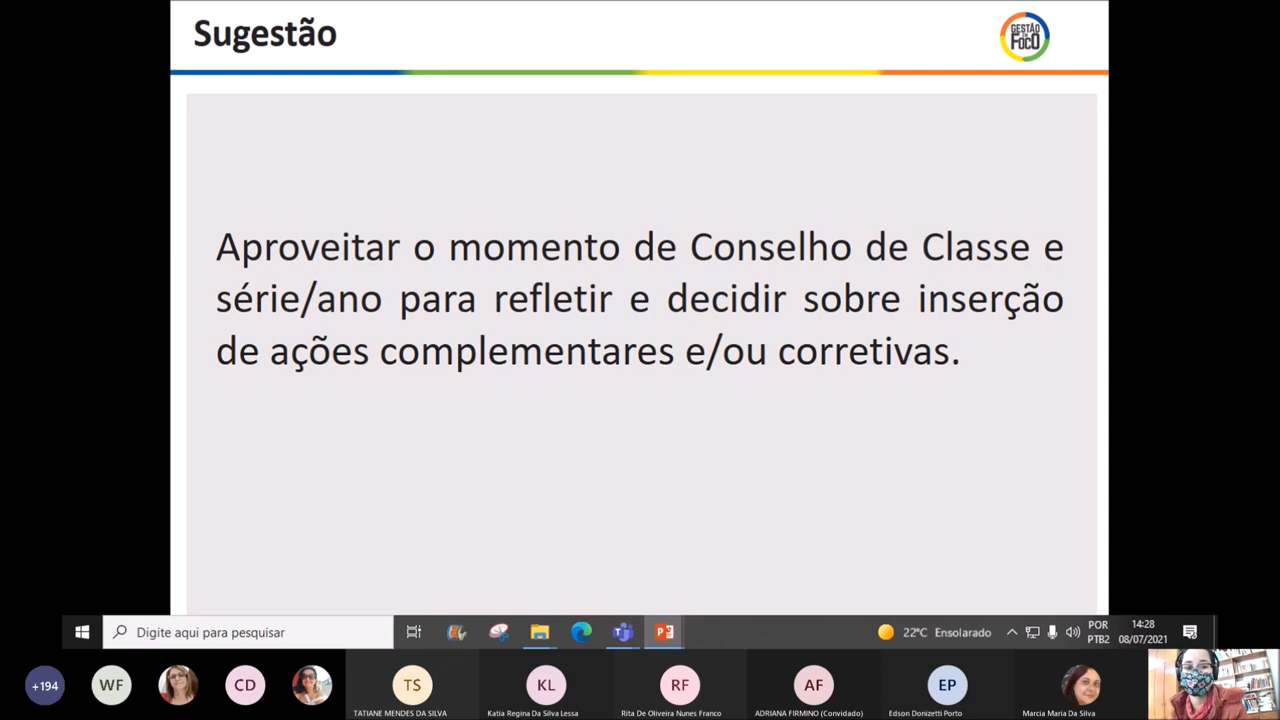 Sugestão
GESTÃO
EM
FOCO
Aproveitar o momento de Conselho de Classe e
série/ano para refletir e decidir sobre inserção
de ações complementares e/ou corretivas.
Digite aqui para pesquisar
22°C Ensolarado
POR
PTB2
14:28
08/07/2021
+194
WF
CD
TS
KL
RF
AF
EP
TATIANE MENDES DA SILVA
Katia Regina Da Silva Lessa
Rita De Oliveira Nunes Franco
ADRIANA FIRMINO (Convidado)
Edson Donizetti Porto
Marcia Maria Da Silva